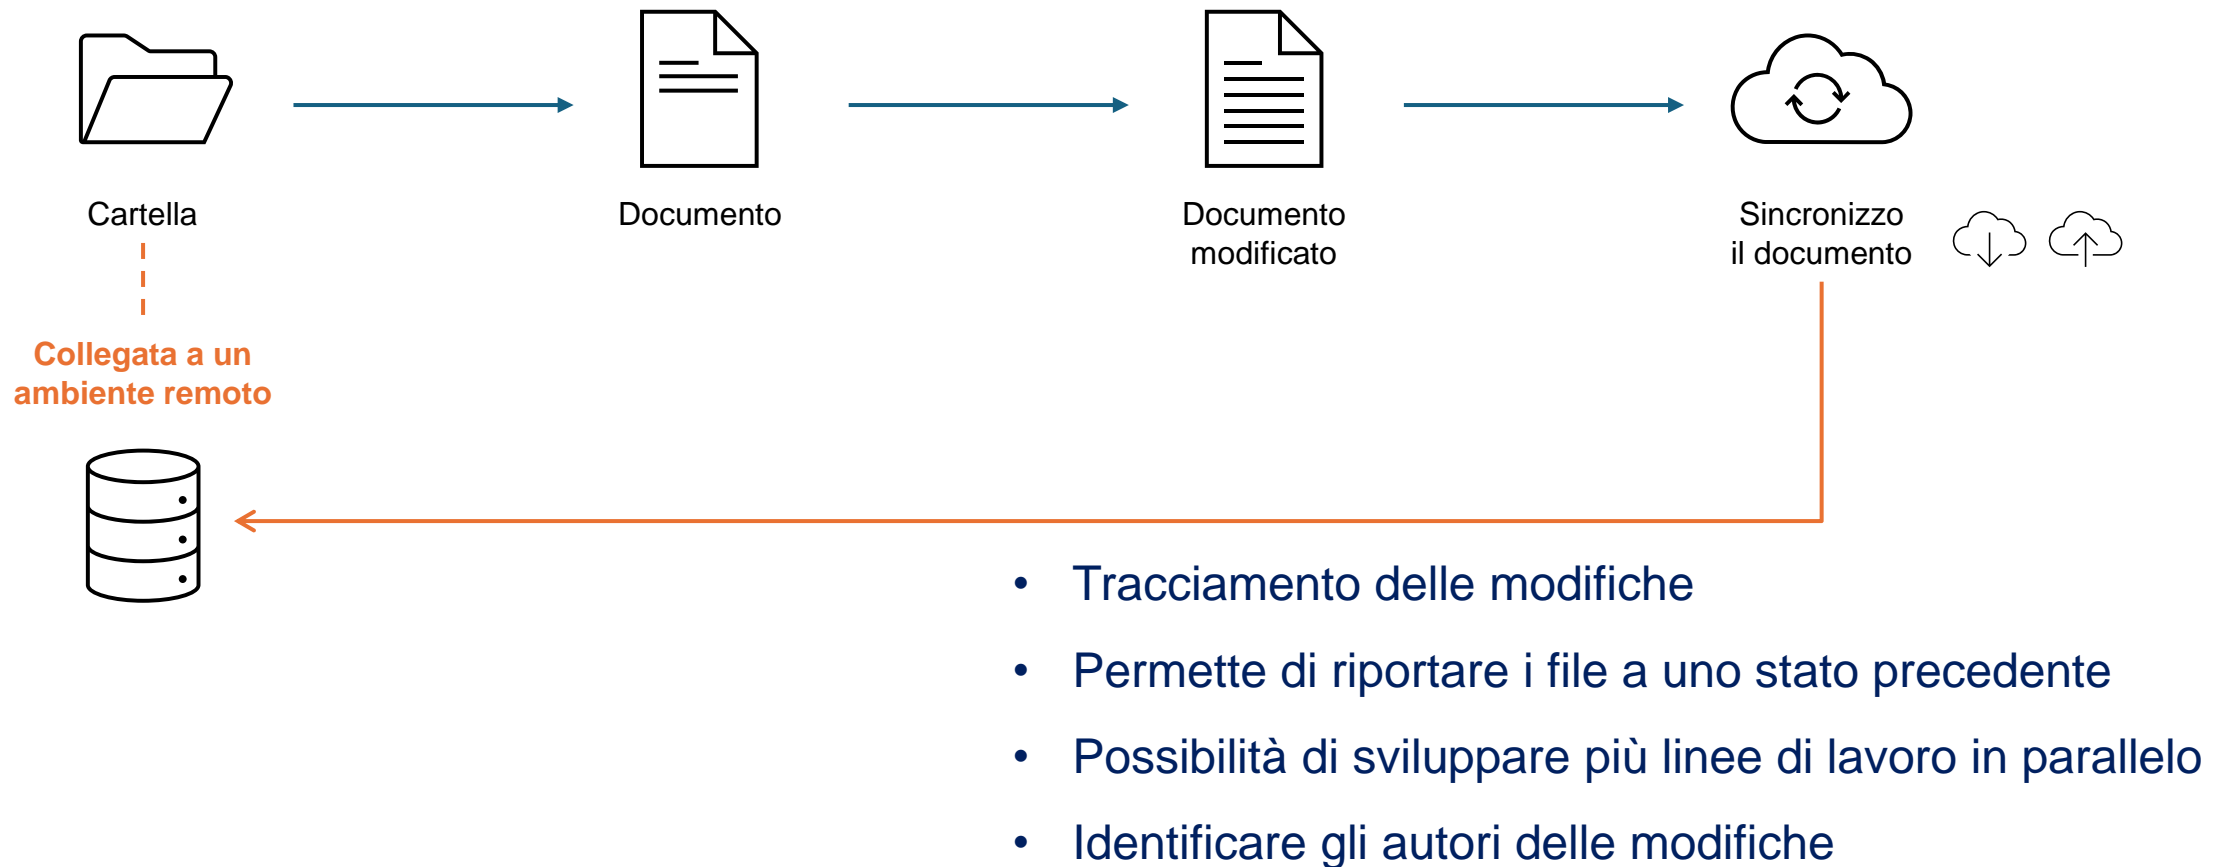 Cartella
Documento
Documento
modificato
Sincronizzo
il documento
Collegata a un
ambiente remoto
• Tracciamento delle modifiche
• Permette di riportare i file a uno stato precedente
• Possibilità di sviluppare più linee di lavoro in parallelo
• Identificare gli autori delle modifiche